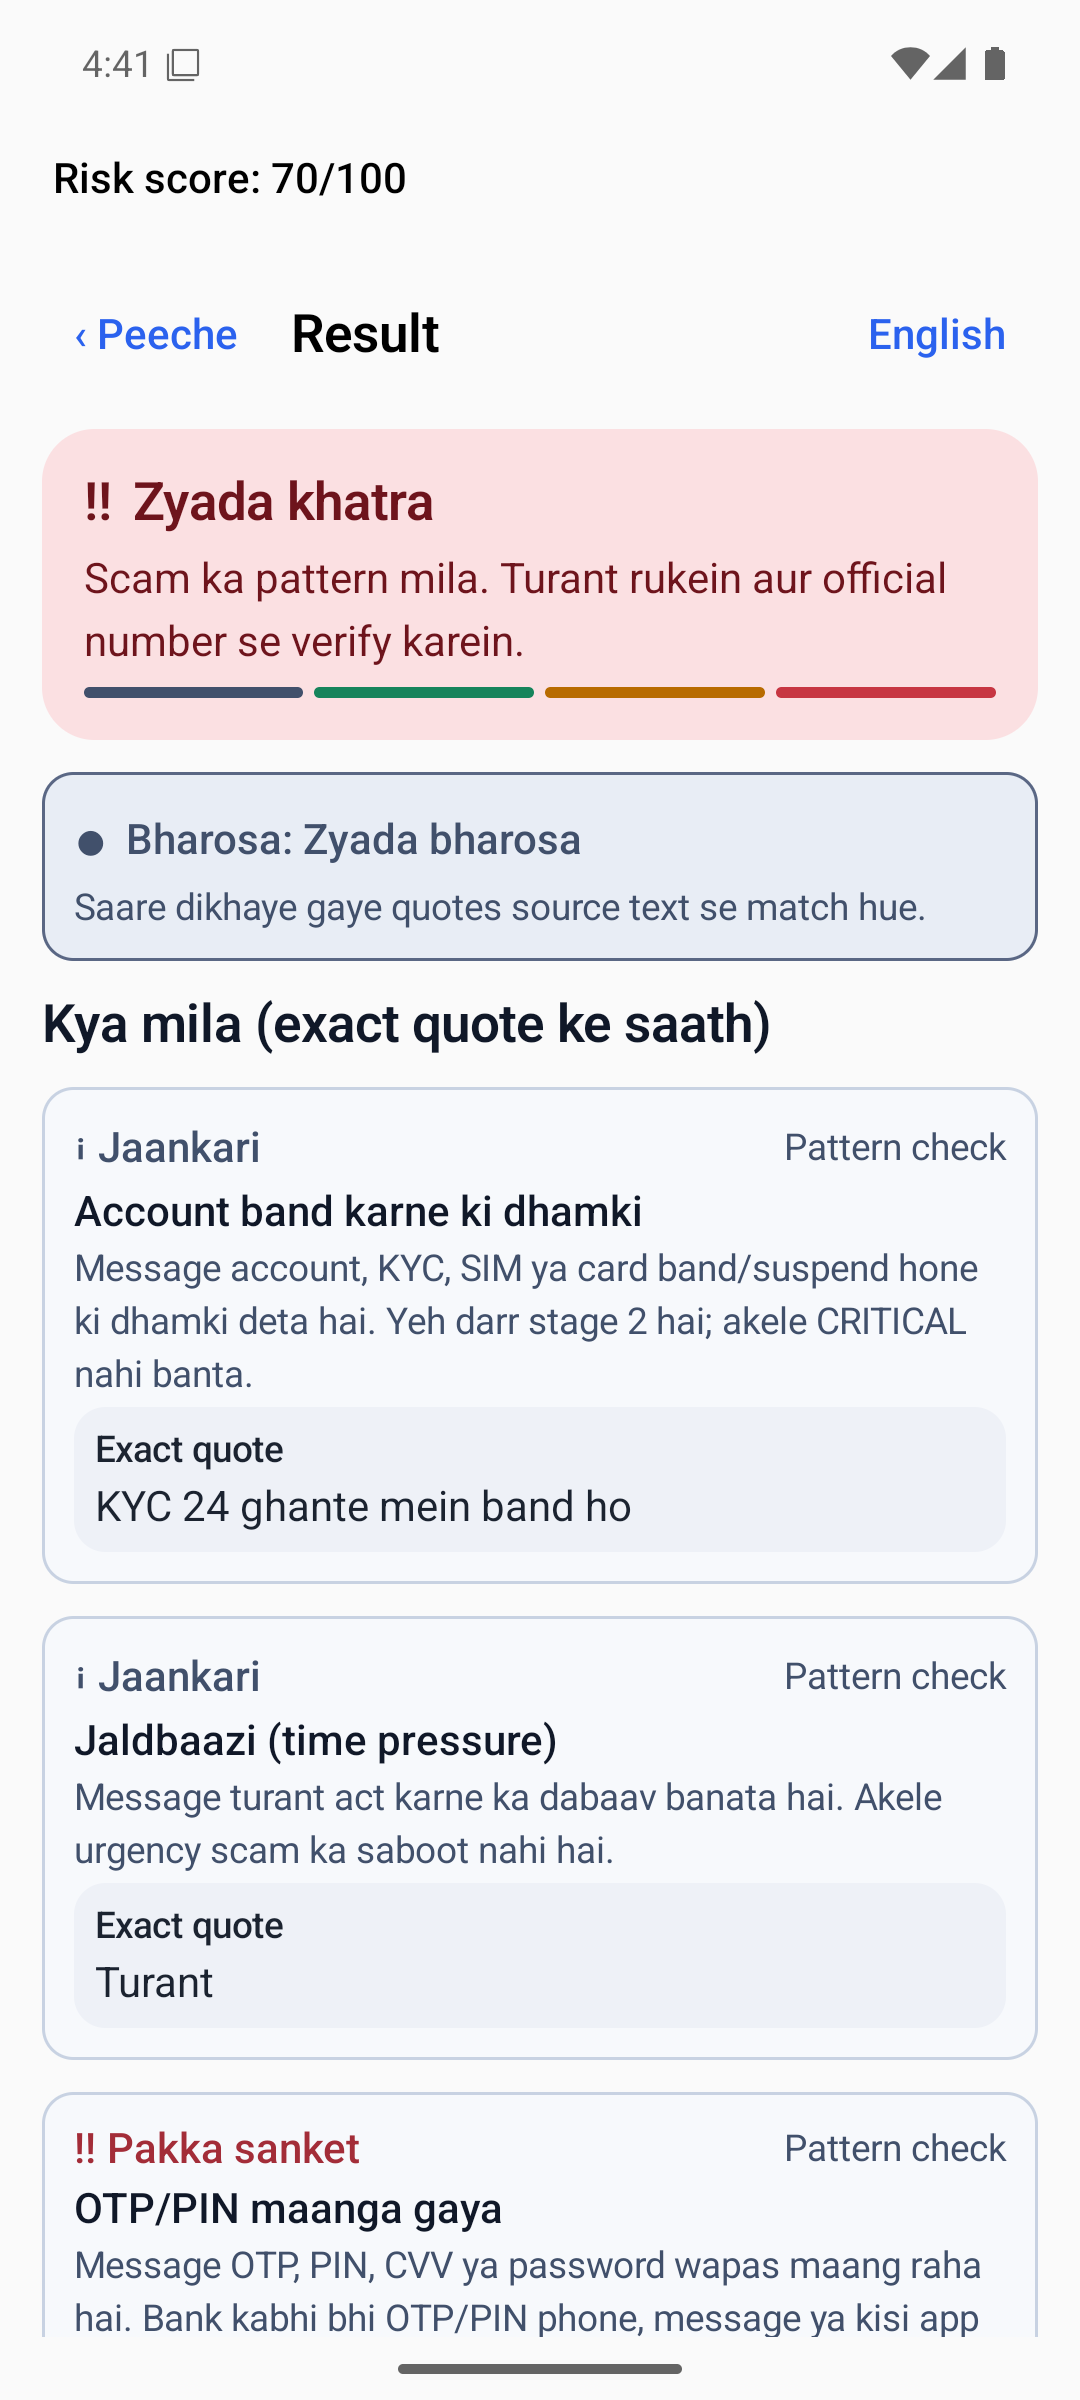 4:41
Risk score: 70/100
‹ Peeche
Result
English
!! Zyada khatra
Scam ka pattern mila. Turant rukein aur official
number se verify karein.
● Bharosa: Zyada bharosa
Saare dikhaye gaye quotes source text se match hue.
Kya mila (exact quote ke saath)
i Jaankari
Pattern check
Account band karne ki dhamki
Message account, KYC, SIM ya card band/suspend hone
ki dhamki deta hai. Yeh darr stage 2 hai; akele CRITICAL
nahi banta.
Exact quote
KYC 24 ghante mein band ho
i Jaankari
Pattern check
Jaldbaazi (time pressure)
Message turant act karne ka dabaav banata hai. Akele
urgency scam ka saboot nahi hai.
Exact quote
Turant
!! Pakka sanket
Pattern check
OTP/PIN maanga gaya
Message OTP, PIN, CVV ya password wapas maang raha
hai. Bank kabhi bhi OTP/PIN phone, message ya kisi app